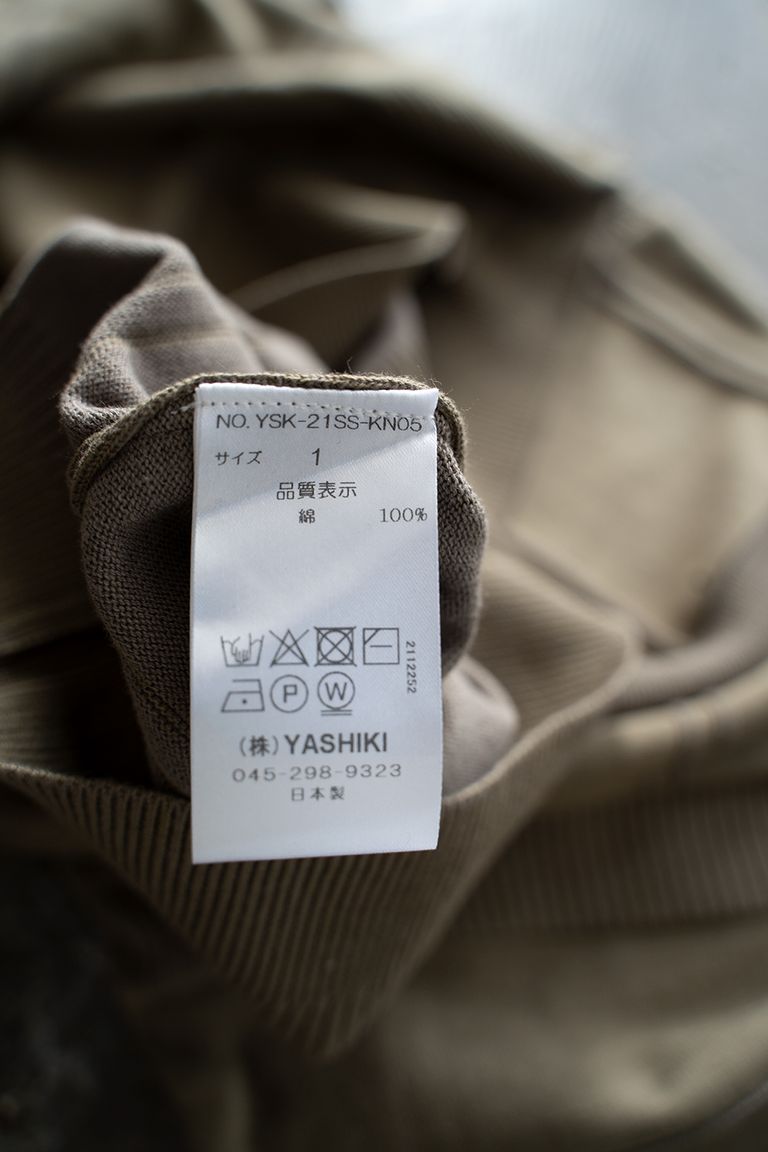 NO. YSK-21SS-KN05
サイズ 1
品質表示
綿 100%
2112252
P W
(株) YASHIKI
045-298-9323
日本製